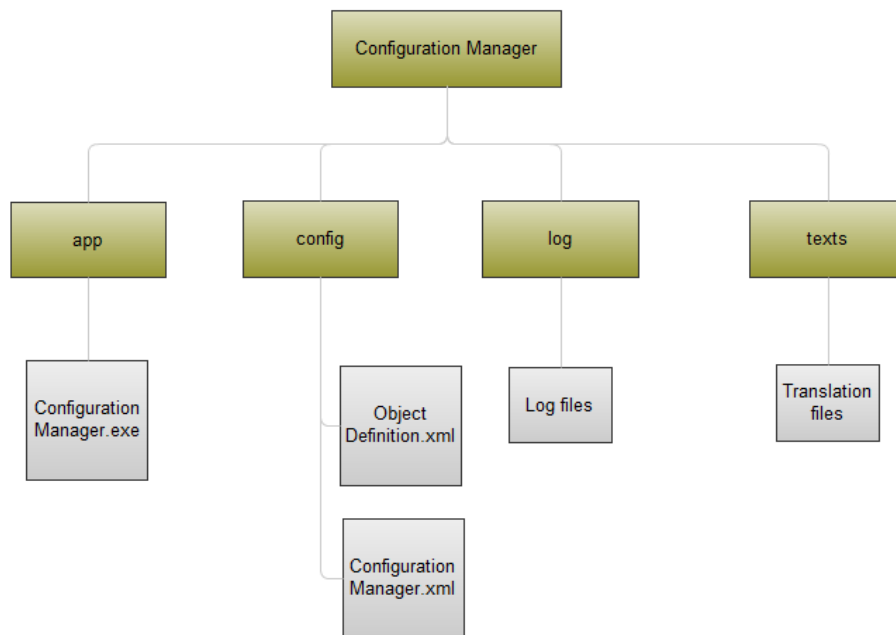 Configuration Manager
app
config
log
texts
Configuration
Manager.exe
Object
Definition.xml
Log files
Translation
files
Configuration
Manager.xml